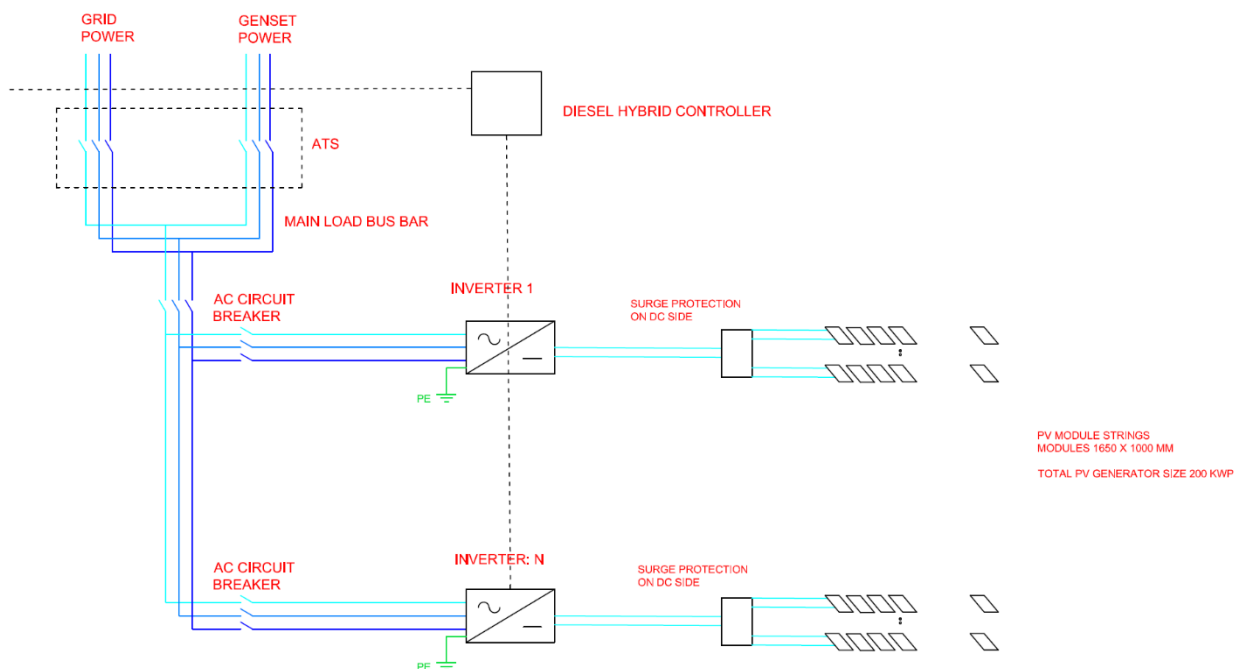 GRID
POWER
GENSET
POWER
DIESEL HYBRID CONTROLLER
ATS
MAIN LOAD BUS BAR
AC CIRCUIT
BREAKER
INVERTER 1
SURGE PROTECTION
ON DC SIDE
PE
PV MODULE STRINGS
MODULES 1650 X 1000 MM
TOTAL PV GENERATOR SIZE 200 KWP
AC CIRCUIT
BREAKER
INVERTER: N
SURGE PROTECTION
ON DC SIDE
PE